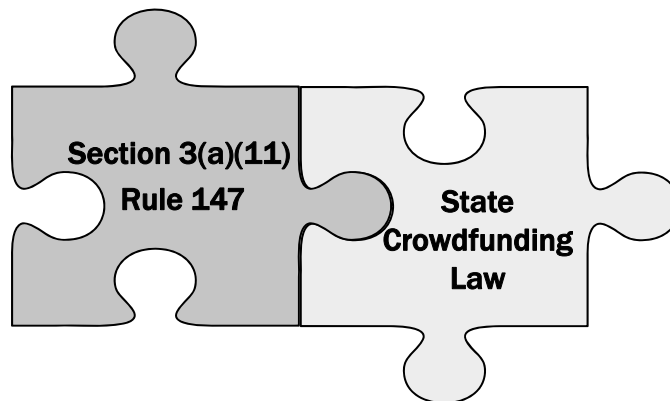 Section 3(a)(11)
Rule 147
State
Crowdfunding
Law